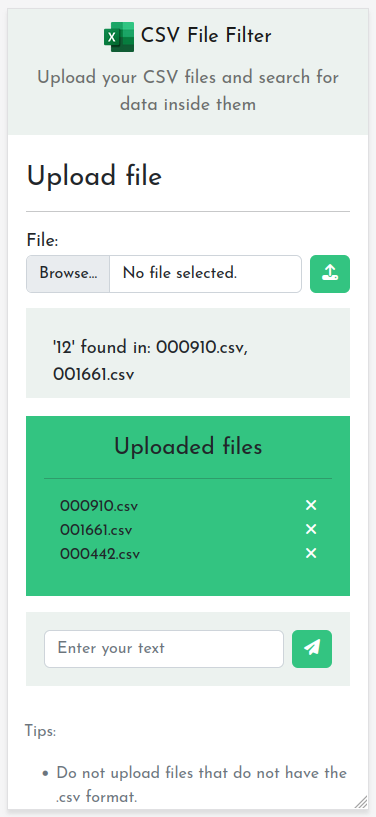 CSV File Filter
Upload your CSV files and search for
data inside them
Upload file
File:
Browse... No file selected.
'12' found in: 000910.csv,
001661.csv
Uploaded files
000910.csv
001661.csv
000442.csv
Enter your text
Tips:
• Do not upload files that do not have the
.csv format.